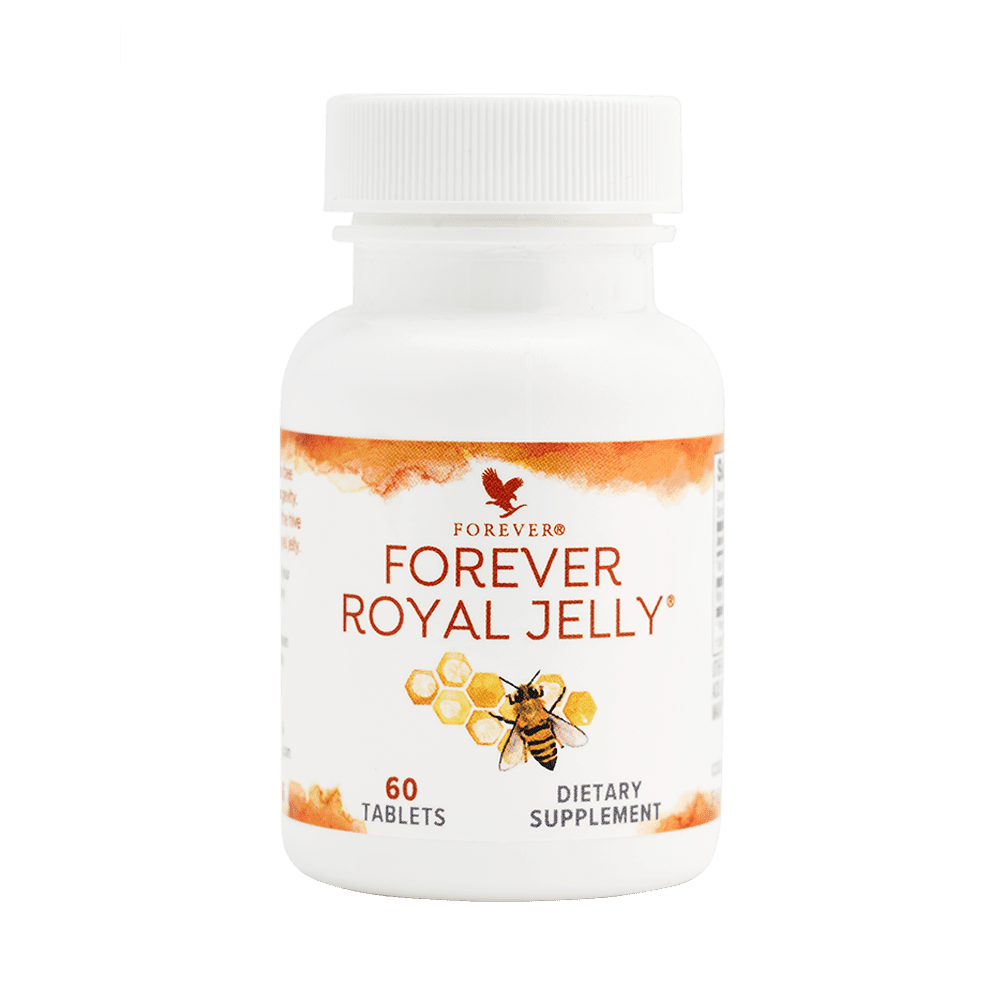 FOREVER®
FOREVER
ROYAL JELLY®
60
TABLETS
DIETARY
SUPPLEMENT